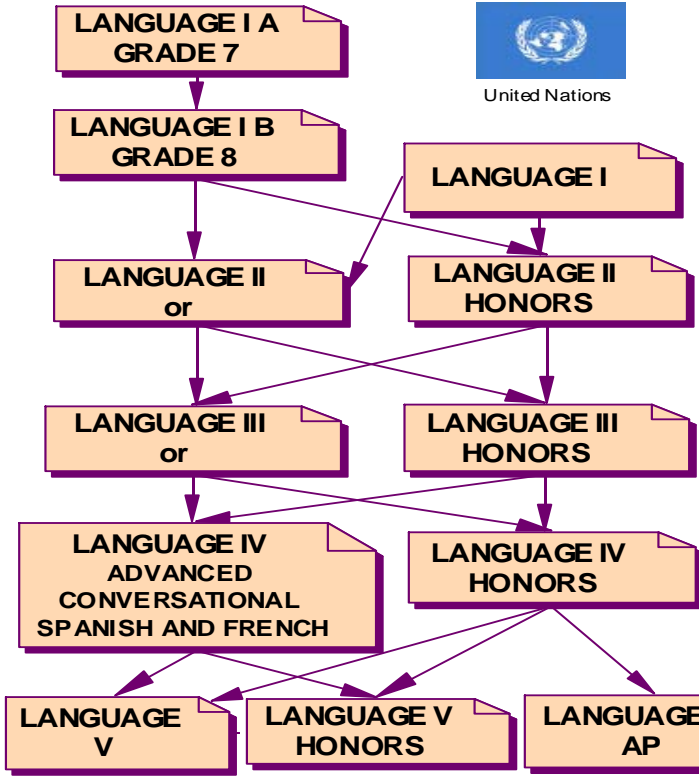 LANGUAGE I A
GRADE 7
United Nations
LANGUAGE I B
GRADE 8
LANGUAGE I
LANGUAGE II
or
LANGUAGE II
HONORS
LANGUAGE III
or
LANGUAGE III
HONORS
LANGUAGE IV
ADVANCED
CONVERSATIONAL
SPANISH AND FRENCH
LANGUAGE IV
HONORS
LANGUAGE
V
LANGUAGE V
HONORS
LANGUAGE
AP